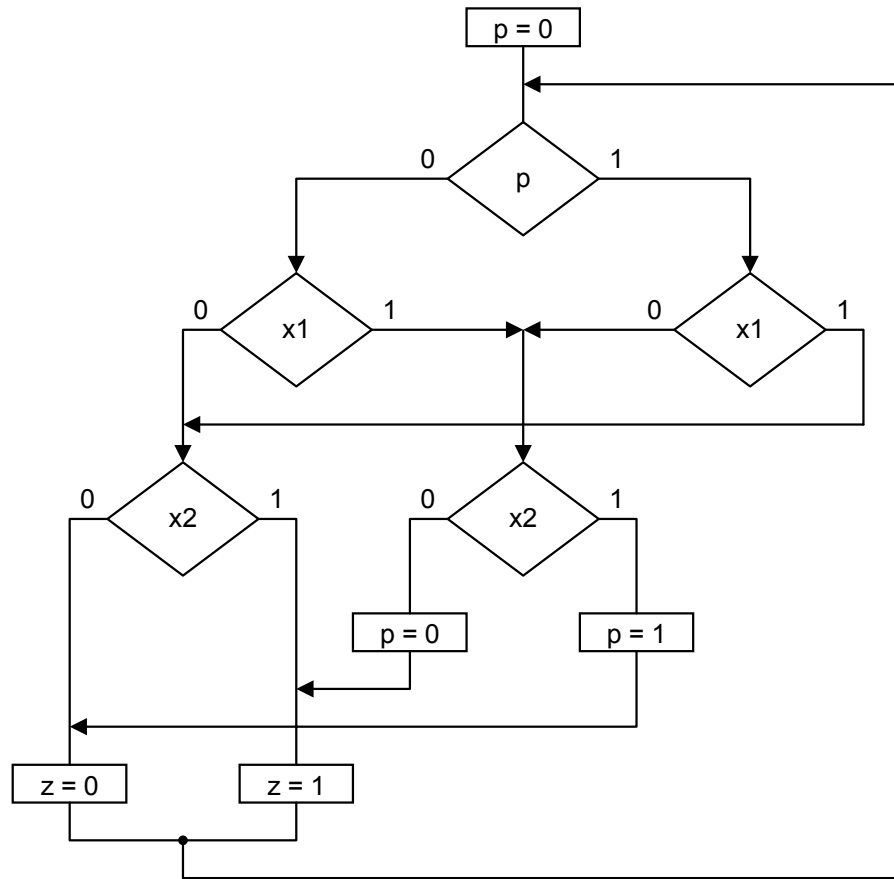 p = 0
0 1
p
0 1 0 1
x1 x1
0 1 0 1
x2 x2
p = 0 p = 1
z = 0 z = 1